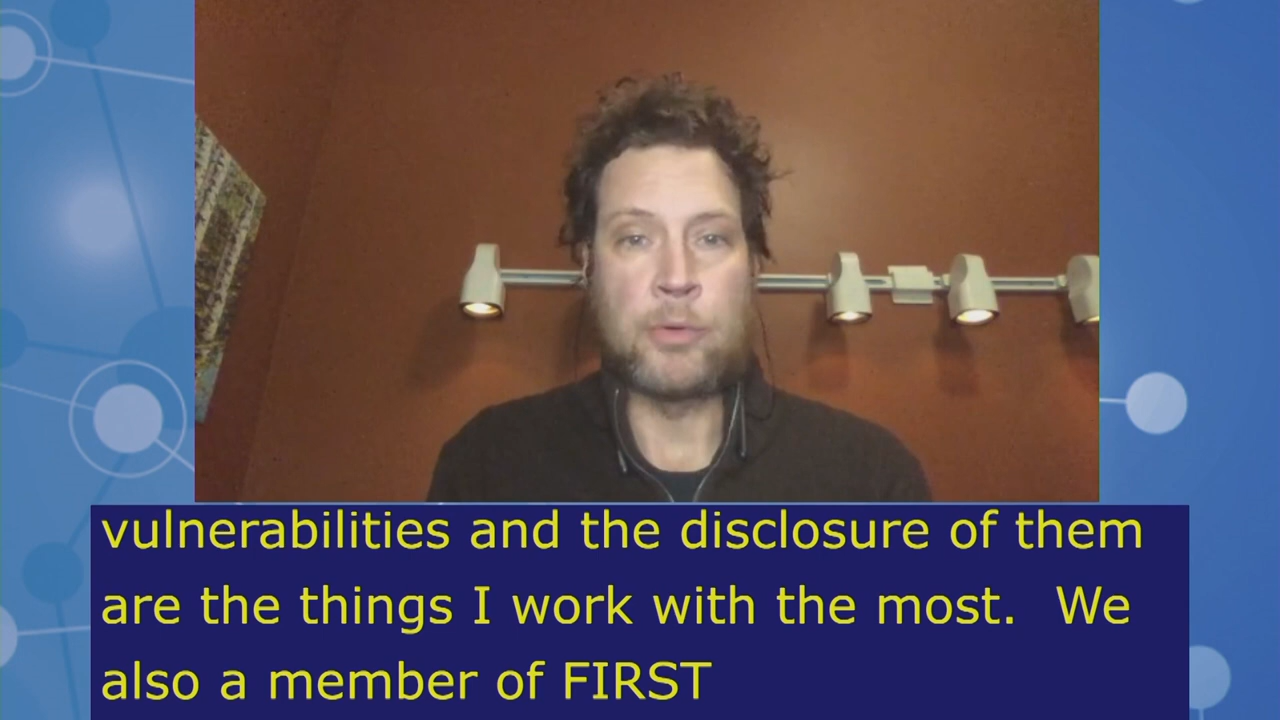 vulnerabilities and the disclosure of them
are the things I work with the most.  We
also a member of FIRST